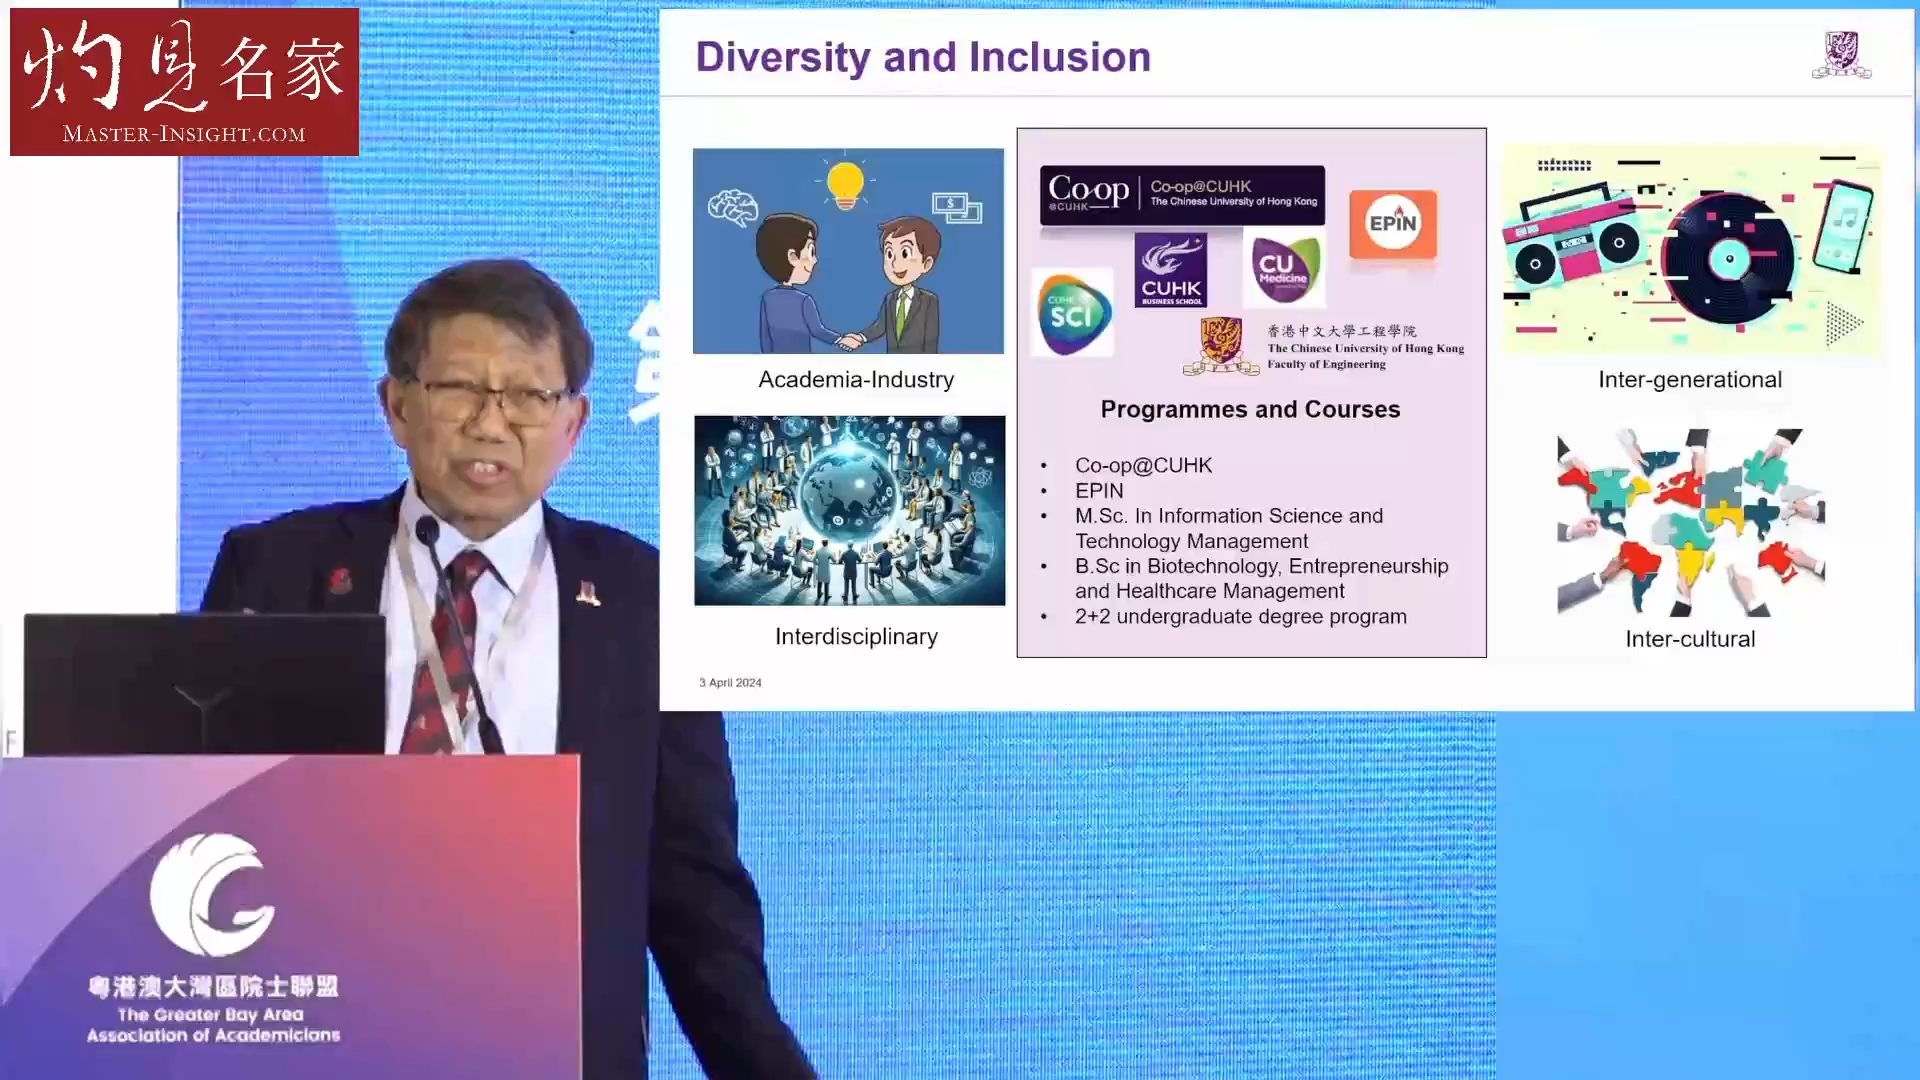 灼見名家
MASTER-INSIGHT.COM
Diversity and Inclusion
Academia-Industry
Interdisciplinary
Co-op
@CUHK
Co-op@CUHK
The Chinese University of Hong Kong
EPIN
CUHK
BUSINESS SCHOOL
CU
Medicine
CUHK
SCI
香港中文大學工程學院
The Chinese University of Hong Kong
Faculty of Engineering
Programmes and Courses
• Co-op@CUHK
• EPIN
• M.Sc. In Information Science and
Technology Management
• B.Sc in Biotechnology, Entrepreneurship
and Healthcare Management
• 2+2 undergraduate degree program
Inter-generational
Inter-cultural
3 April 2024
粵港澳大灣區院士聯盟
The Greater Bay Area
Association of Academicians